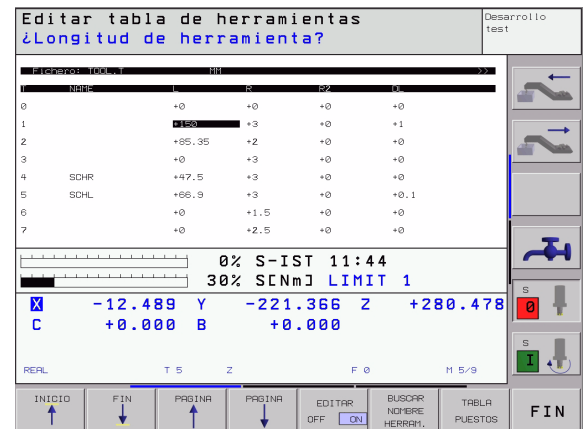 Editar tabla de herramientas
¿Longitud de herramienta?
Desarrollo
test
Fichero: TOOL.T MM >>
T NAME L R R2 DL
0 +0 +0 +0 +0
1 +150 +3 +0 +1
2 +85.35 +2 +0 +0
3 +0 +3 +0 +0
4 SCHR +47.5 +3 +0 +0
5 SCHL +66.9 +3 +0 +0.1
6 +0 +1.5 +0 +0
7 +0 +2.5 +0 +0
0% S-IST 11:44
30% S[Nm] LIMIT 1
X -12.489 Y -221.366 Z +280.478
C +0.000 B +0.000
REAL T 5 Z F 0 M 5/9
S
0
S
I
INICIO
FIN
PAGINA
PAGINA
EDITAR
OFF ON
BUSCAR
NOMBRE
HERRAM.
TABLA
PUESTOS
FIN